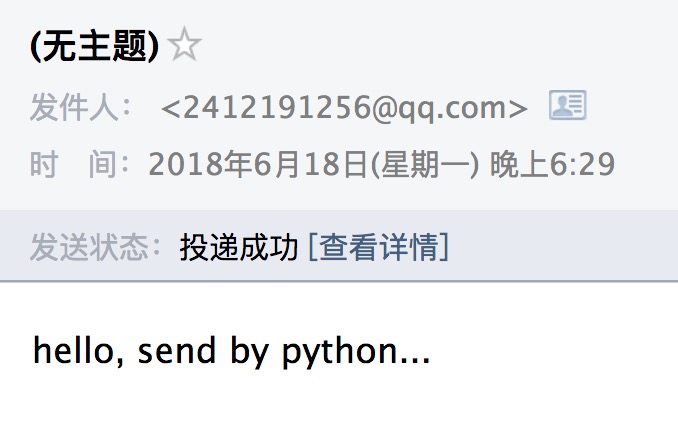 (无主题)
发件人： <2412191256@qq.com>
时 间：2018年6月18日(星期一) 晚上6:29
发送状态：投递成功 [查看详情]
hello, send by python...